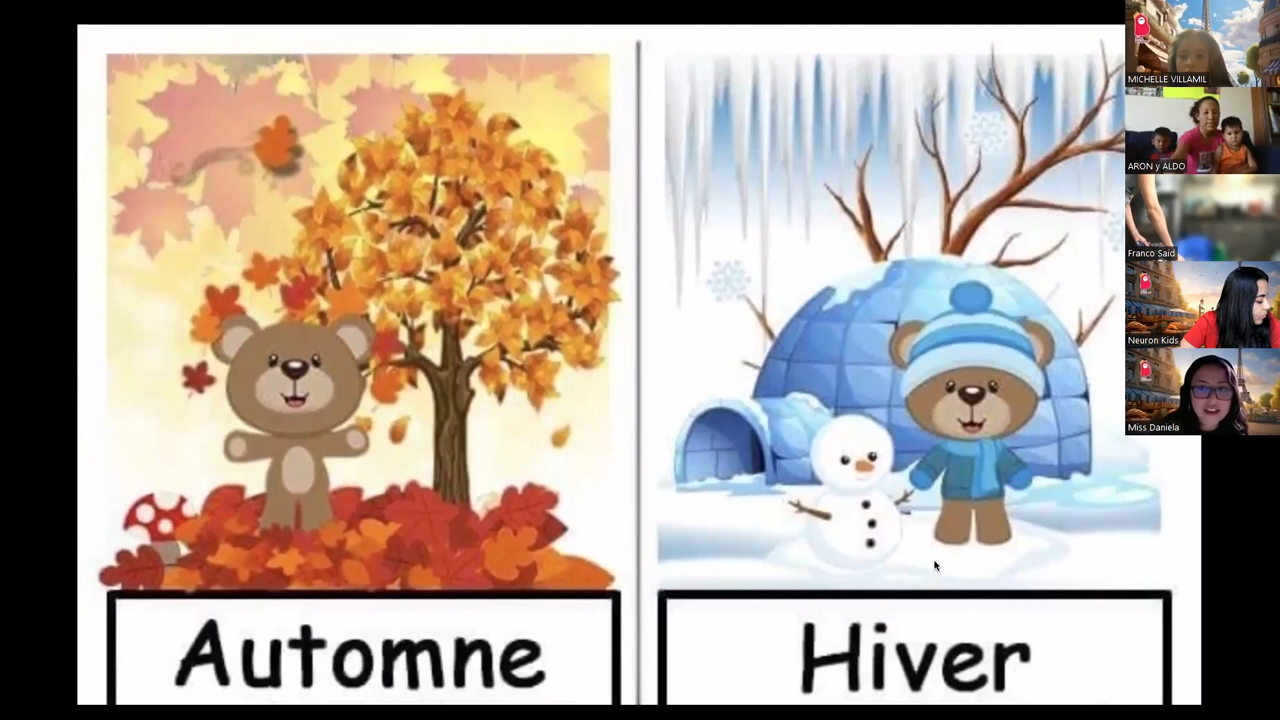 Automne
Hiver
MICHELLE VILLAMIL
ARON y ALDO
Franco Said
Neuron Kids
Miss Daniela